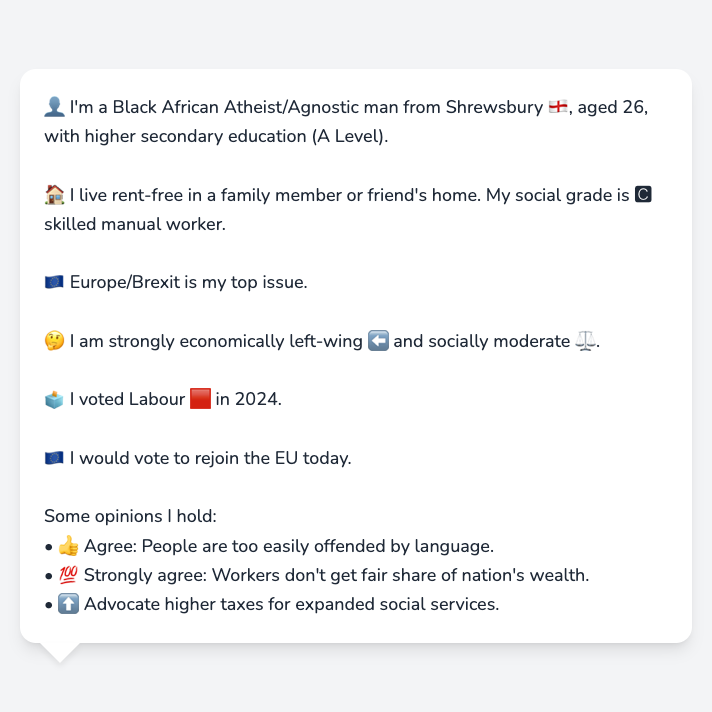 👤 I'm a Black African Atheist/Agnostic man from Shrewsbury 🏴󠁧󠁢󠁥󠁮󠁧󠁿, aged 26,
with higher secondary education (A Level).
🏠 I live rent-free in a family member or friend's home. My social grade is 🅲
skilled manual worker.
🇪🇺 Europe/Brexit is my top issue.
🤔 I am strongly economically left-wing ⬅️ and socially moderate ⚖️.
🗳️ I voted Labour 🟥 in 2024.
🇪🇺 I would vote to rejoin the EU today.
Some opinions I hold:
• 👍 Agree: People are too easily offended by language.
• 💯 Strongly agree: Workers don't get fair share of nation's wealth.
• ⬆️ Advocate higher taxes for expanded social services.